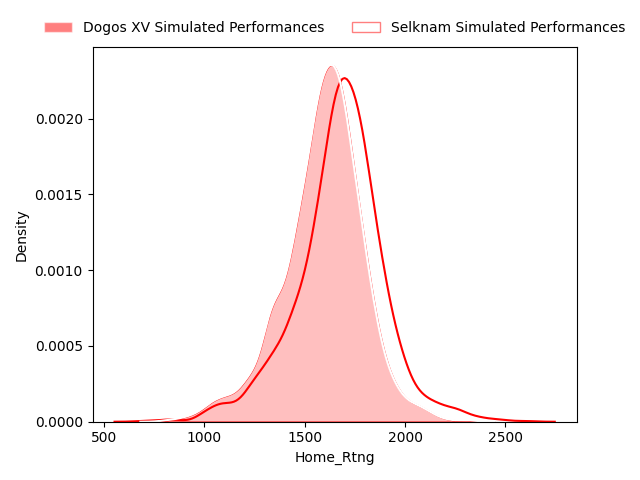 Dogos XV Simulated Performances Selknam Simulated Performances
0.0020
0.0015
0.0010
0.0005
0.0000
Density
500 1000 1500 2000 2500
Home_Rtng